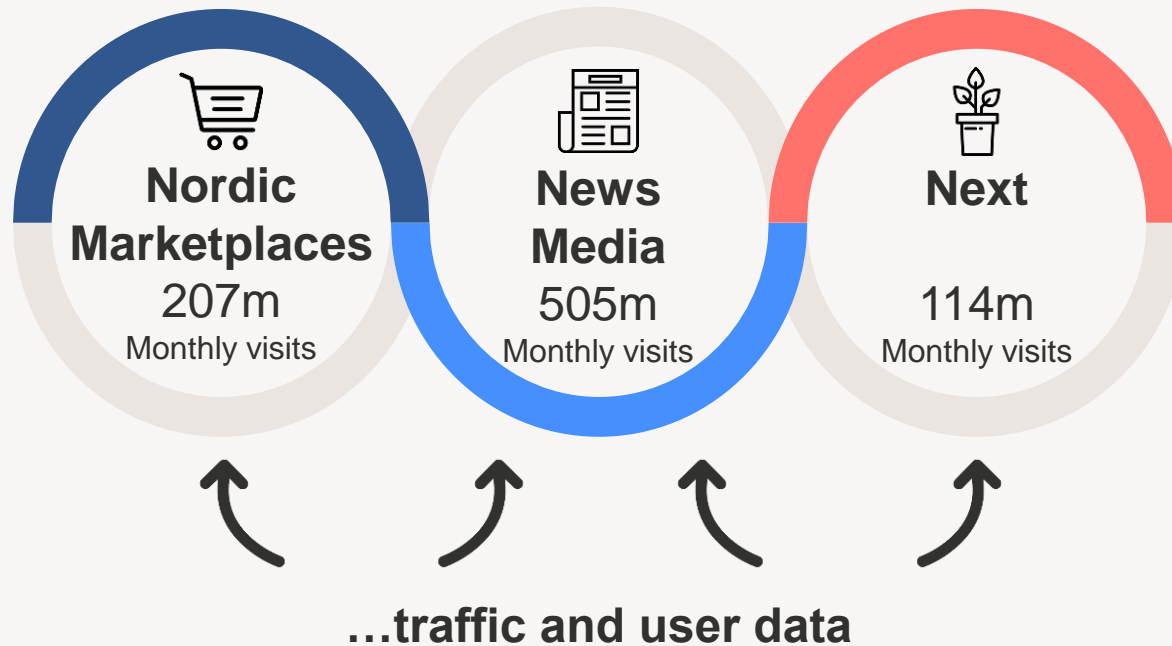 Nordic
Marketplaces
207m
Monthly visits
News
Media
505m
Monthly visits
Next
114m
Monthly visits
...traffic and user data